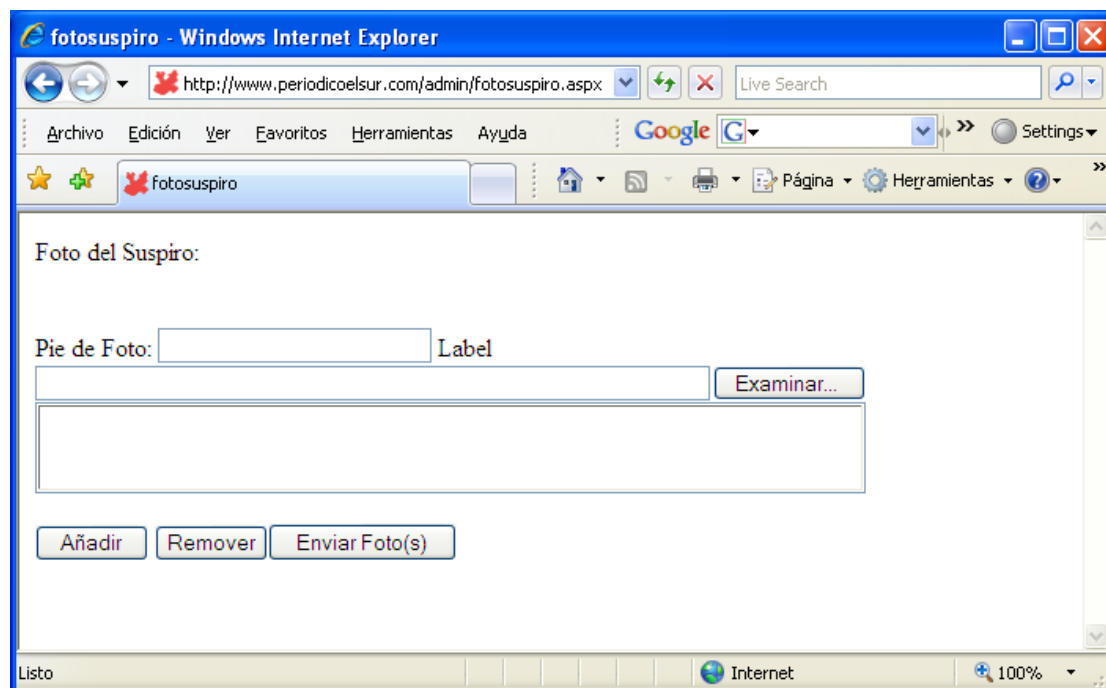 fotosuspiro - Windows Internet Explorer
http://www.periodicoelsur.com/admin/fotosuspiro.aspx Live Search
Archivo Edición Ver Favoritos Herramientas Ayuda Google G Settings
fotosuspiro Página Herramientas
Foto del Suspiro:
Pie de Foto: Label
Examinar...
Añadir Remover Enviar Foto(s)
Listo Internet 100%